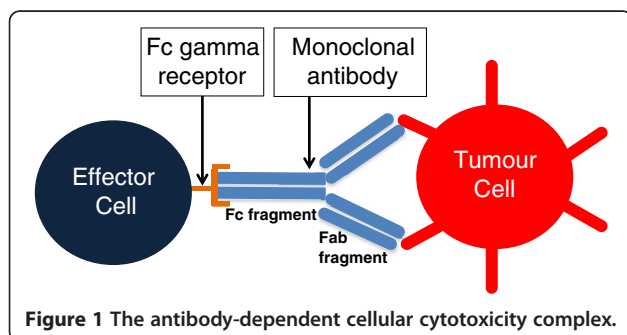 Fc gamma
receptor
Monoclonal
antibody
Effector
Cell
Tumour
Cell
Fc fragment
Fab
fragment
Figure 1 The antibody-dependent cellular cytotoxicity complex.